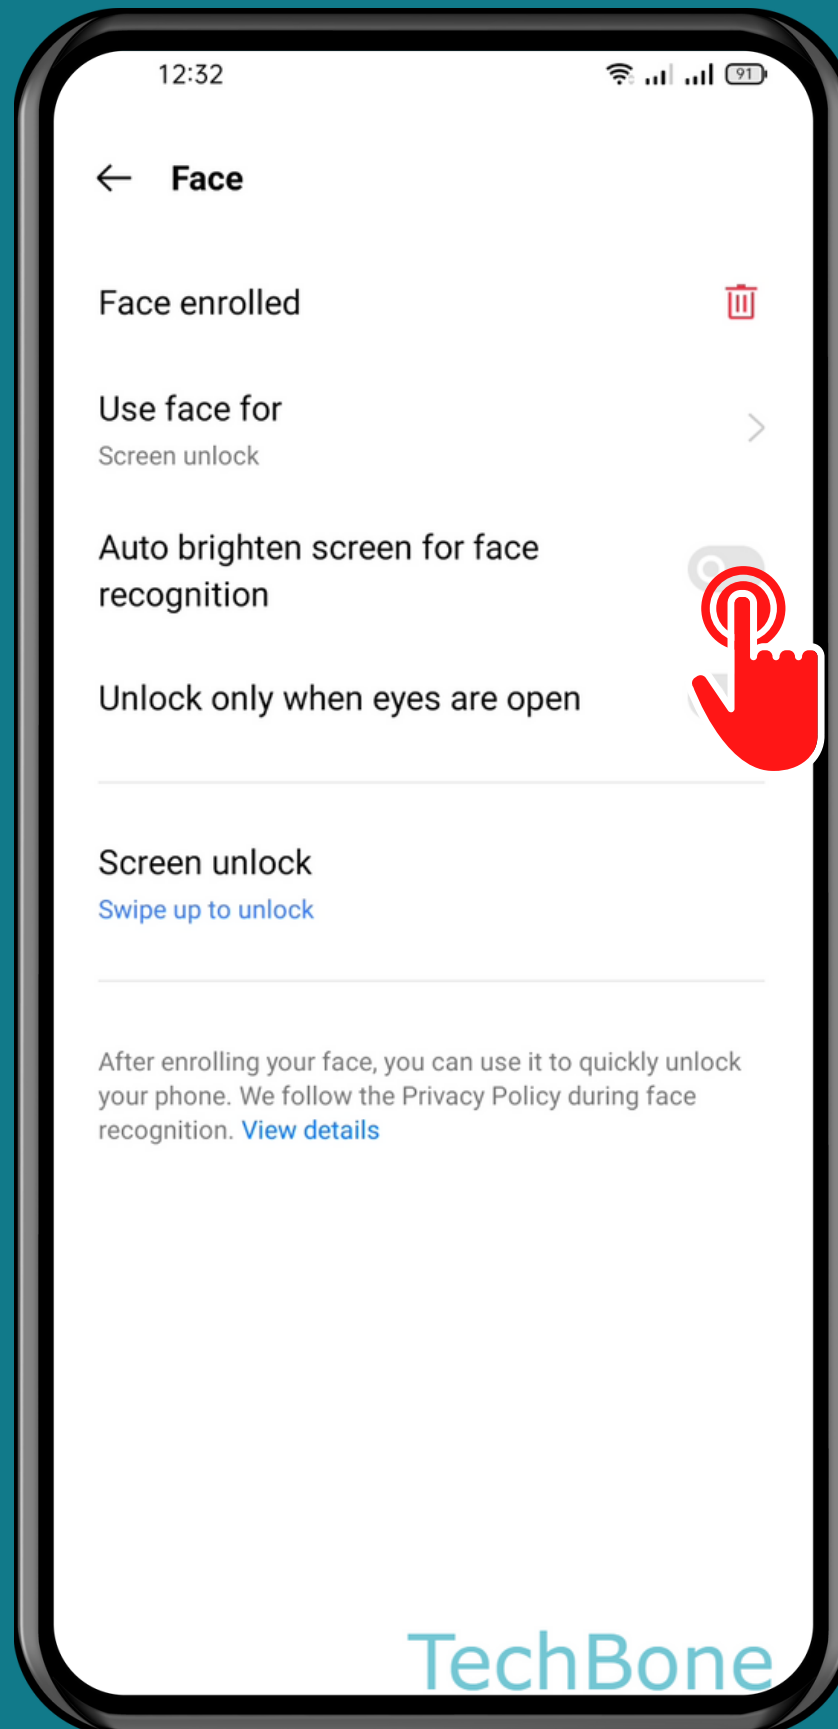 12:32
91
Face
Face enrolled
Use face for
Screen unlock
Auto brighten screen for face
recognition
Unlock only when eyes are open
Screen unlock
Swipe up to unlock
After enrolling your face, you can use it to quickly unlock
your phone. We follow the Privacy Policy during face
recognition. View details
TechBone